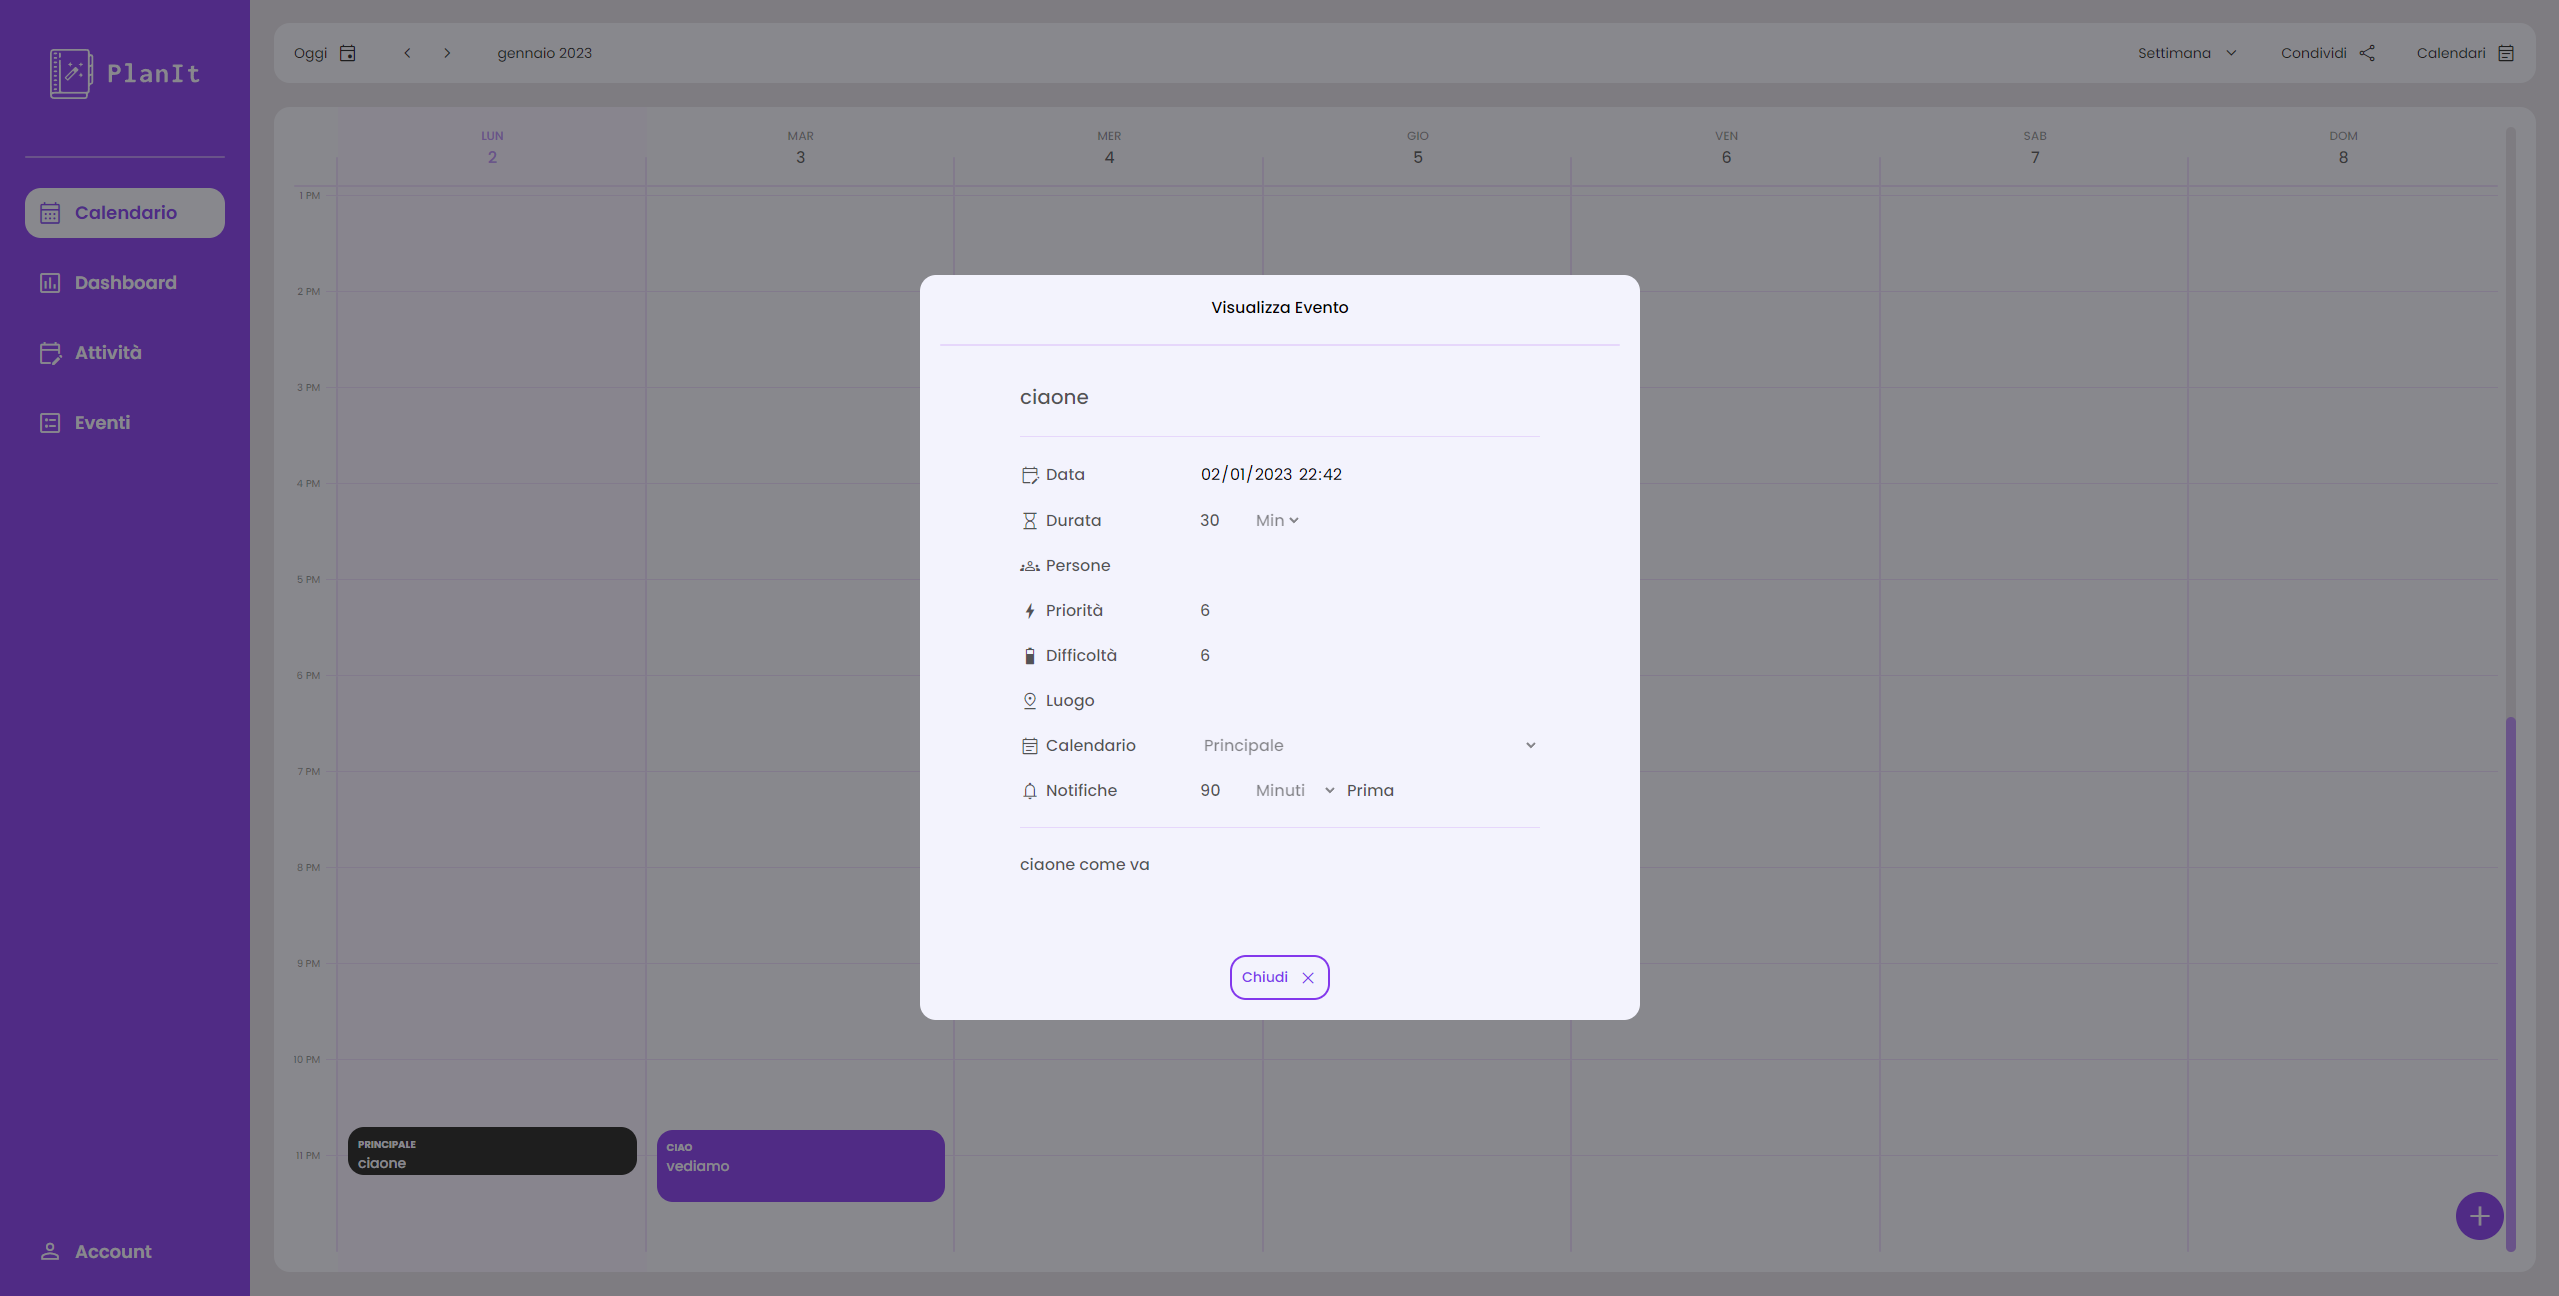 PlanIt
Calendario
Dashboard
Attività
Eventi
Account
Oggi gennaio 2023 Settimana Condividi Calendari
LUN MAR MER GIO VEN SAB DOM
2 3 4 5 6 7 8
1 PM
2 PM
3 PM
4 PM
5 PM
6 PM
7 PM
8 PM
9 PM
10 PM
11 PM
PRINCIPALE
ciaone
CIAO
vediamo
Visualizza Evento
ciaone
Data 02/01/2023 22:42
Durata 30 Min
Persone
Priorità 6
Difficoltà 6
Luogo
Calendario Principale
Notifiche 90 Minuti Prima
ciaone come va
Chiudi